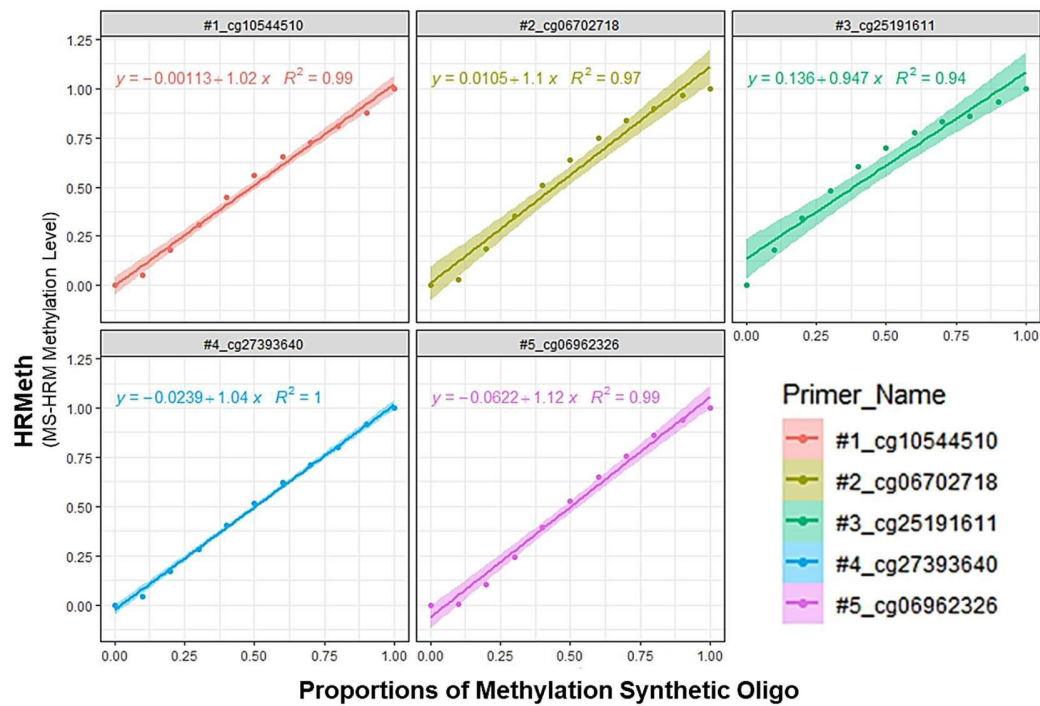 #1_cg10544510
#2_cg06702718
#3_cg25191611
1.25
y = −0.00113+1.02 x   R² = 0.99
y = 0.0105+1.1 x   R² = 0.97
y = 0.136+0.947 x   R² = 0.94
1.00
0.75
0.50
0.25
0.00
0.00 0.25 0.50 0.75 1.00
#4_cg27393640
#5_cg06962326
1.25
y = −0.0239+1.04 x   R² = 1
y = −0.0622+1.12 x   R² = 0.99
1.00
0.75
0.50
0.25
0.00
0.00 0.25 0.50 0.75 1.00
0.00 0.25 0.50 0.75 1.00
HRMeth
(MS-HRM Methylation Level)
Proportions of Methylation Synthetic Oligo
Primer_Name
#1_cg10544510
#2_cg06702718
#3_cg25191611
#4_cg27393640
#5_cg06962326